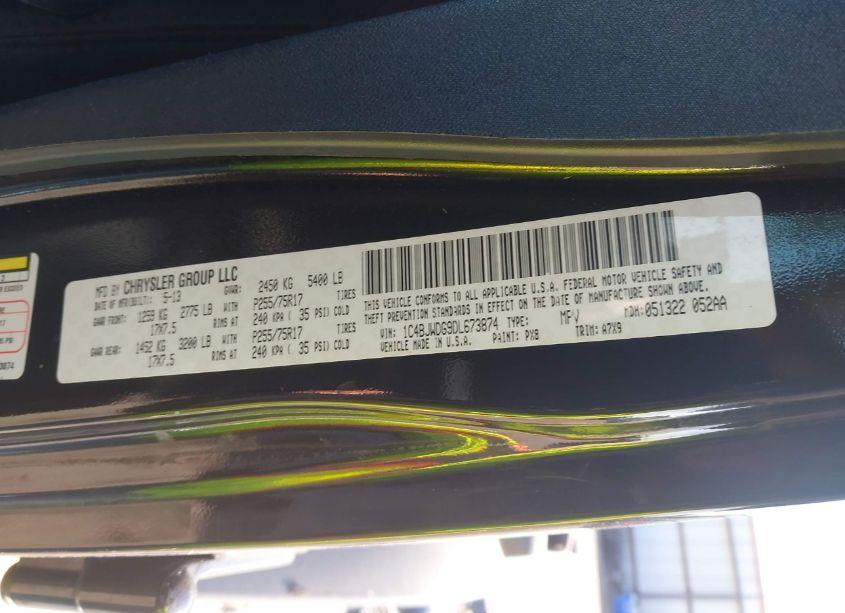 MFD BY CHRYSLER GROUP LLC
DATE OF MFR(BUILT): 5-13 GVWR: 2450 KG 5400 LB
GAWR FRONT: 1259 KG 2775 LB WITH P255/75R17 TIRES
17X7.5 RIMS AT 240 KPA ( 35 PSI) COLD
GAWR REAR: 1452 KG 3200 LB WITH P255/75R17 TIRES
17X7.5 RIMS AT 240 KPA ( 35 PSI) COLD
THIS VEHICLE CONFORMS TO ALL APPLICABLE U.S.A. FEDERAL MOTOR VEHICLE SAFETY AND
THEFT PREVENTION STANDARDS IN EFFECT ON THE DATE OF MANUFACTURE SHOWN ABOVE.
VIN: 1C4BJWDG9DL673874 TYPE: MPV MDH: 051322 052AA
VEHICLE MADE IN U.S.A. PAINT: PX8 TRIM: A7X9